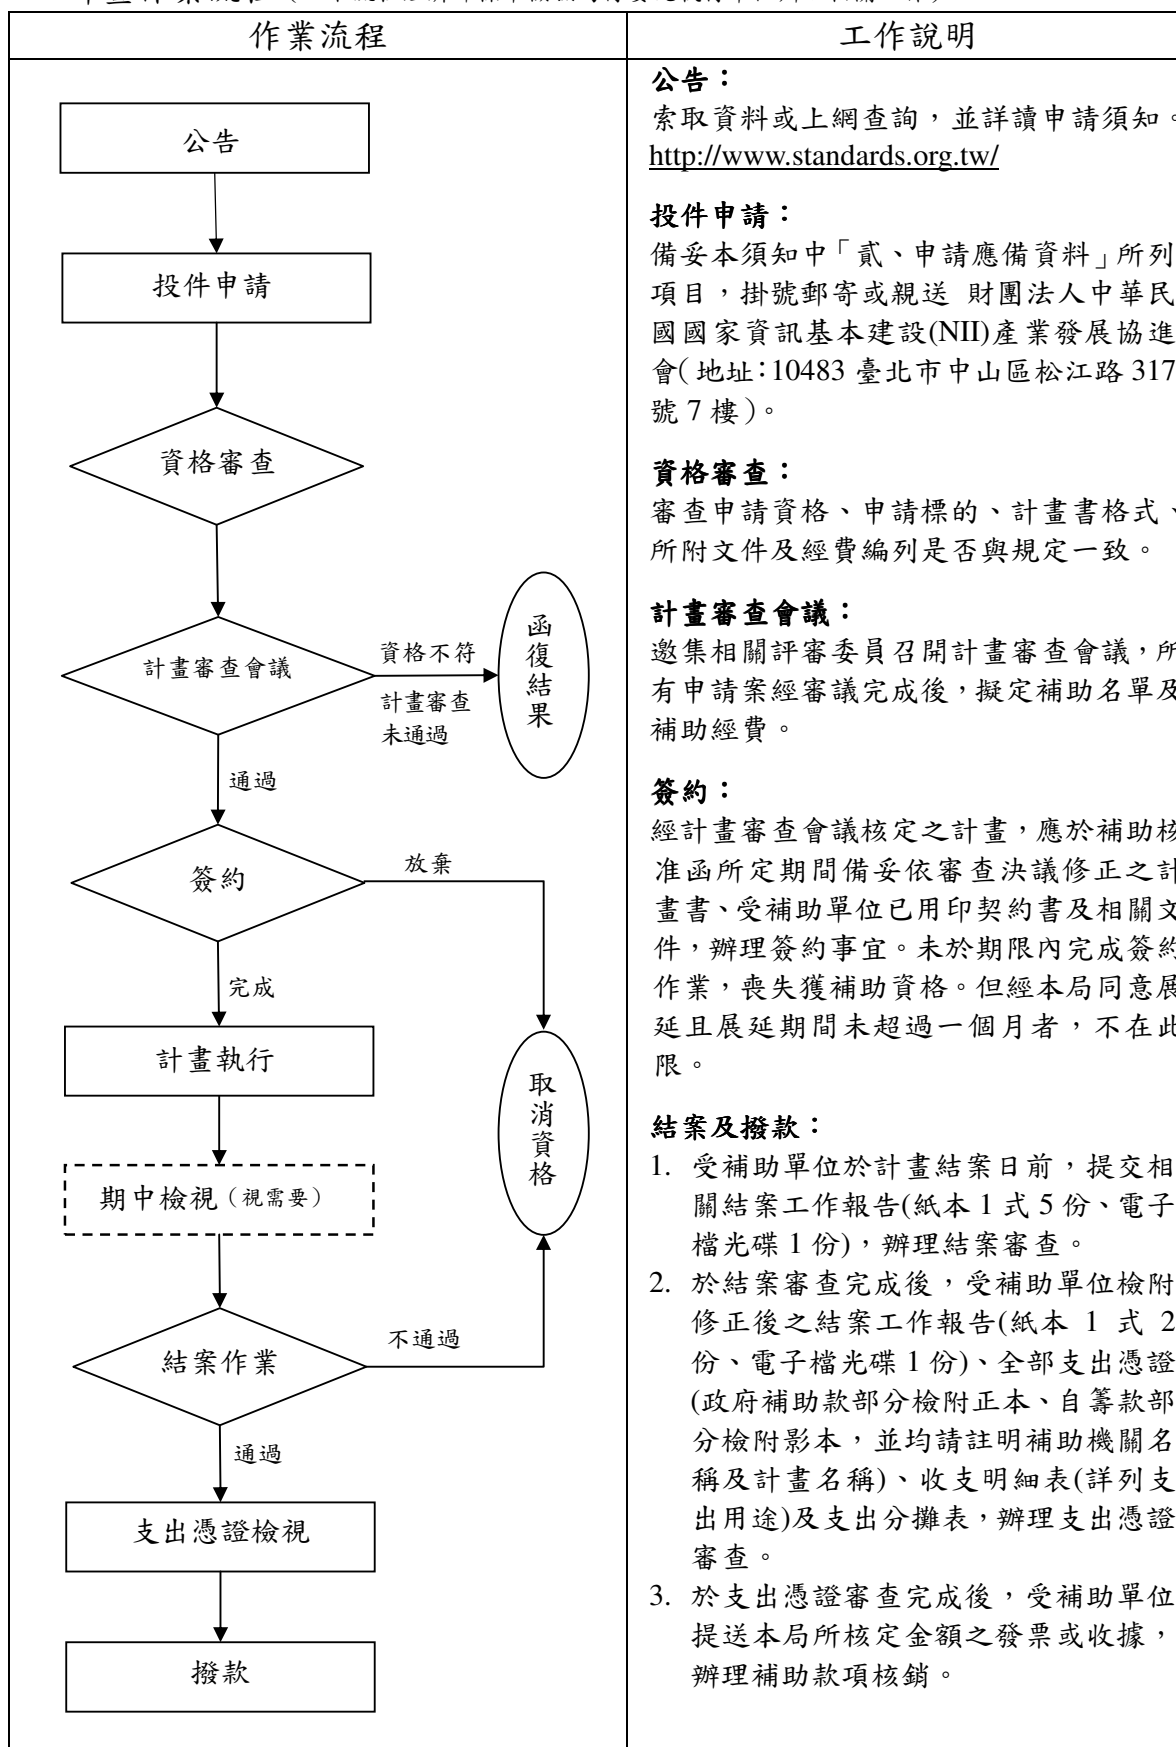 作業流程
工作說明
公告
投件申請
資格審查
計畫審查會議
資格不符
計畫審查
未通過
函復結果
通過
簽約
放棄
完成
計畫執行
取消資格
期中檢視（視需要）
結案作業
不通過
通過
支出憑證檢視
撥款
公告：
索取資料或上網查詢，並詳讀申請須知。
http://www.standards.org.tw/
投件申請：
備妥本須知中「貳、申請應備資料」所列
項目，掛號郵寄或親送 財團法人中華民
國國家資訊基本建設(NII)產業發展協進
會（地址：10483 臺北市中山區松江路 317
號 7 樓）。
資格審查：
審查申請資格、申請標的、計畫書格式、
所附文件及經費編列是否與規定一致。
計畫審查會議：
邀集相關評審委員召開計畫審查會議，所
有申請案經審議完成後，擬定補助名單及
補助經費。
簽約：
經計畫審查會議核定之計畫，應於補助核
准函所定期間備妥依審查決議修正之計
畫書、受補助單位已用印契約書及相關文
件，辦理簽約事宜。未於期限內完成簽約
作業，喪失獲補助資格。但經本局同意展
延且展延期間未超過一個月者，不在此
限。
結案及撥款：
1. 受補助單位於計畫結案日前，提交相
關結案工作報告(紙本 1 式 5 份、電子
檔光碟 1 份)，辦理結案審查。
2. 於結案審查完成後，受補助單位檢附
修正後之結案工作報告(紙本 1 式 2
份、電子檔光碟 1 份)、全部支出憑證
(政府補助款部分檢附正本、自籌款部
分檢附影本，並均請註明補助機關名
稱及計畫名稱)、收支明細表(詳列支
出用途)及支出分攤表，辦理支出憑證
審查。
3. 於支出憑證審查完成後，受補助單位
提送本局所核定金額之發票或收據，
辦理補助款項核銷。